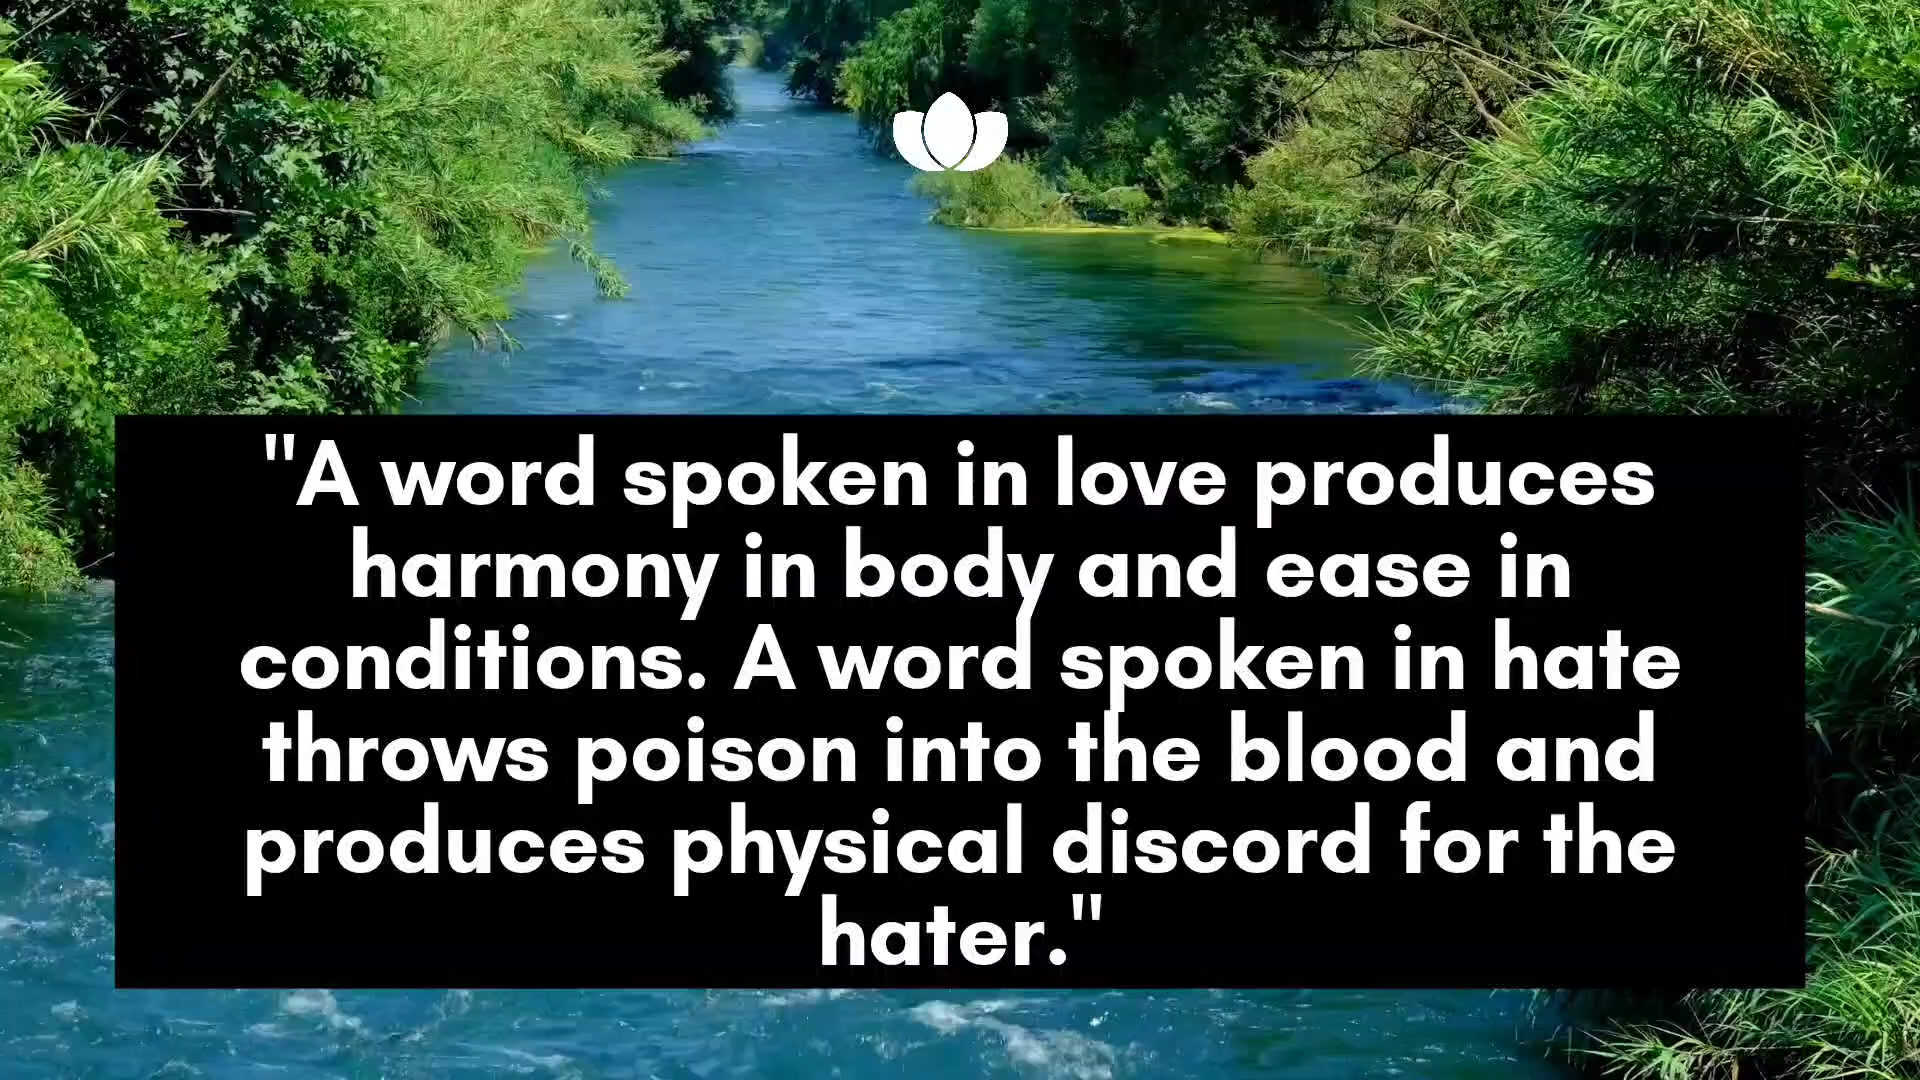 "A word spoken in love produces
harmony in body and ease in
conditions. A word spoken in hate
throws poison into the blood and
produces physical discord for the
hater."